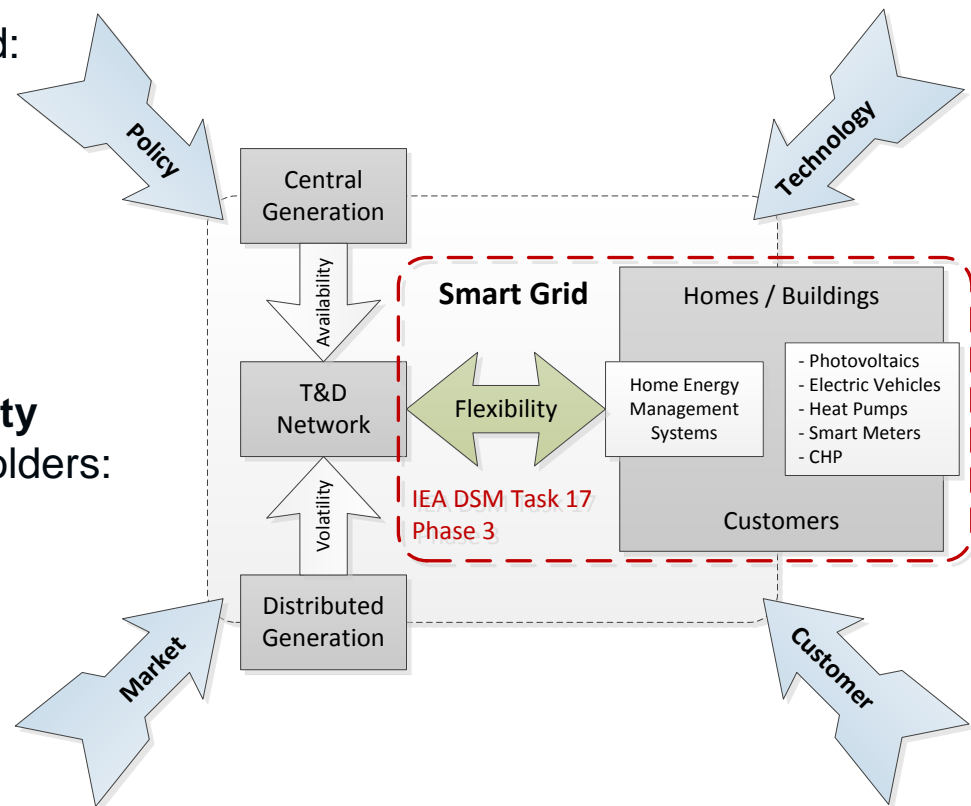 d:
Policy
Technology
Central
Generation
Availability
Smart Grid
Homes / Buildings
- Photovoltaics
- Electric Vehicles
- Heat Pumps
- Smart Meters
- CHP
T&D
Network
Flexibility
Home Energy
Management
Systems
ty
olders:
IEA DSM Task 17
Phase 3
Customers
Volatility
Distributed
Generation
Market
Customer